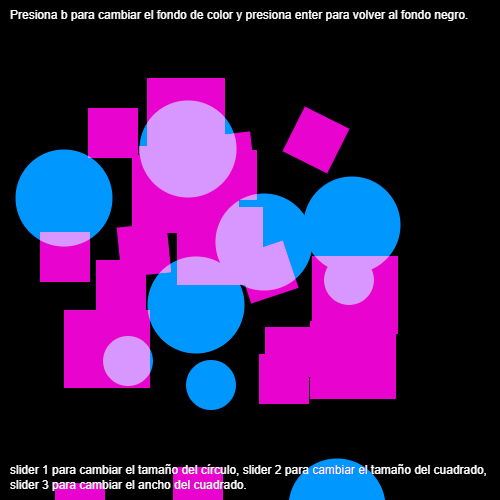 Presiona b para cambiar el fondo de color y presiona enter para volver al fondo negro.
slider 1 para cambiar el tamaño del círculo, slider 2 para cambiar el tamaño del cuadrado,
slider 3 para cambiar el ancho del cuadrado.